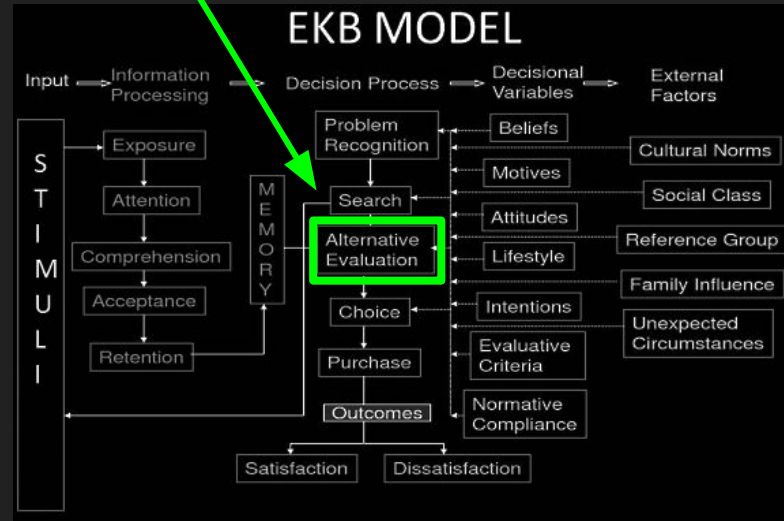 EKB MODEL
Input
Information
Processing
Decision Process
Decisional
Variables
External
Factors
STIMULI
Exposure
Attention
Comprehension
Acceptance
Retention
MEMORY
Problem
Recognition
Search
Alternative
Evaluation
Choice
Purchase
Outcomes
Satisfaction
Dissatisfaction
Beliefs
Motives
Attitudes
Lifestyle
Intentions
Evaluative
Criteria
Normative
Compliance
Cultural Norms
Social Class
Reference Group
Family Influence
Unexpected
Circumstances